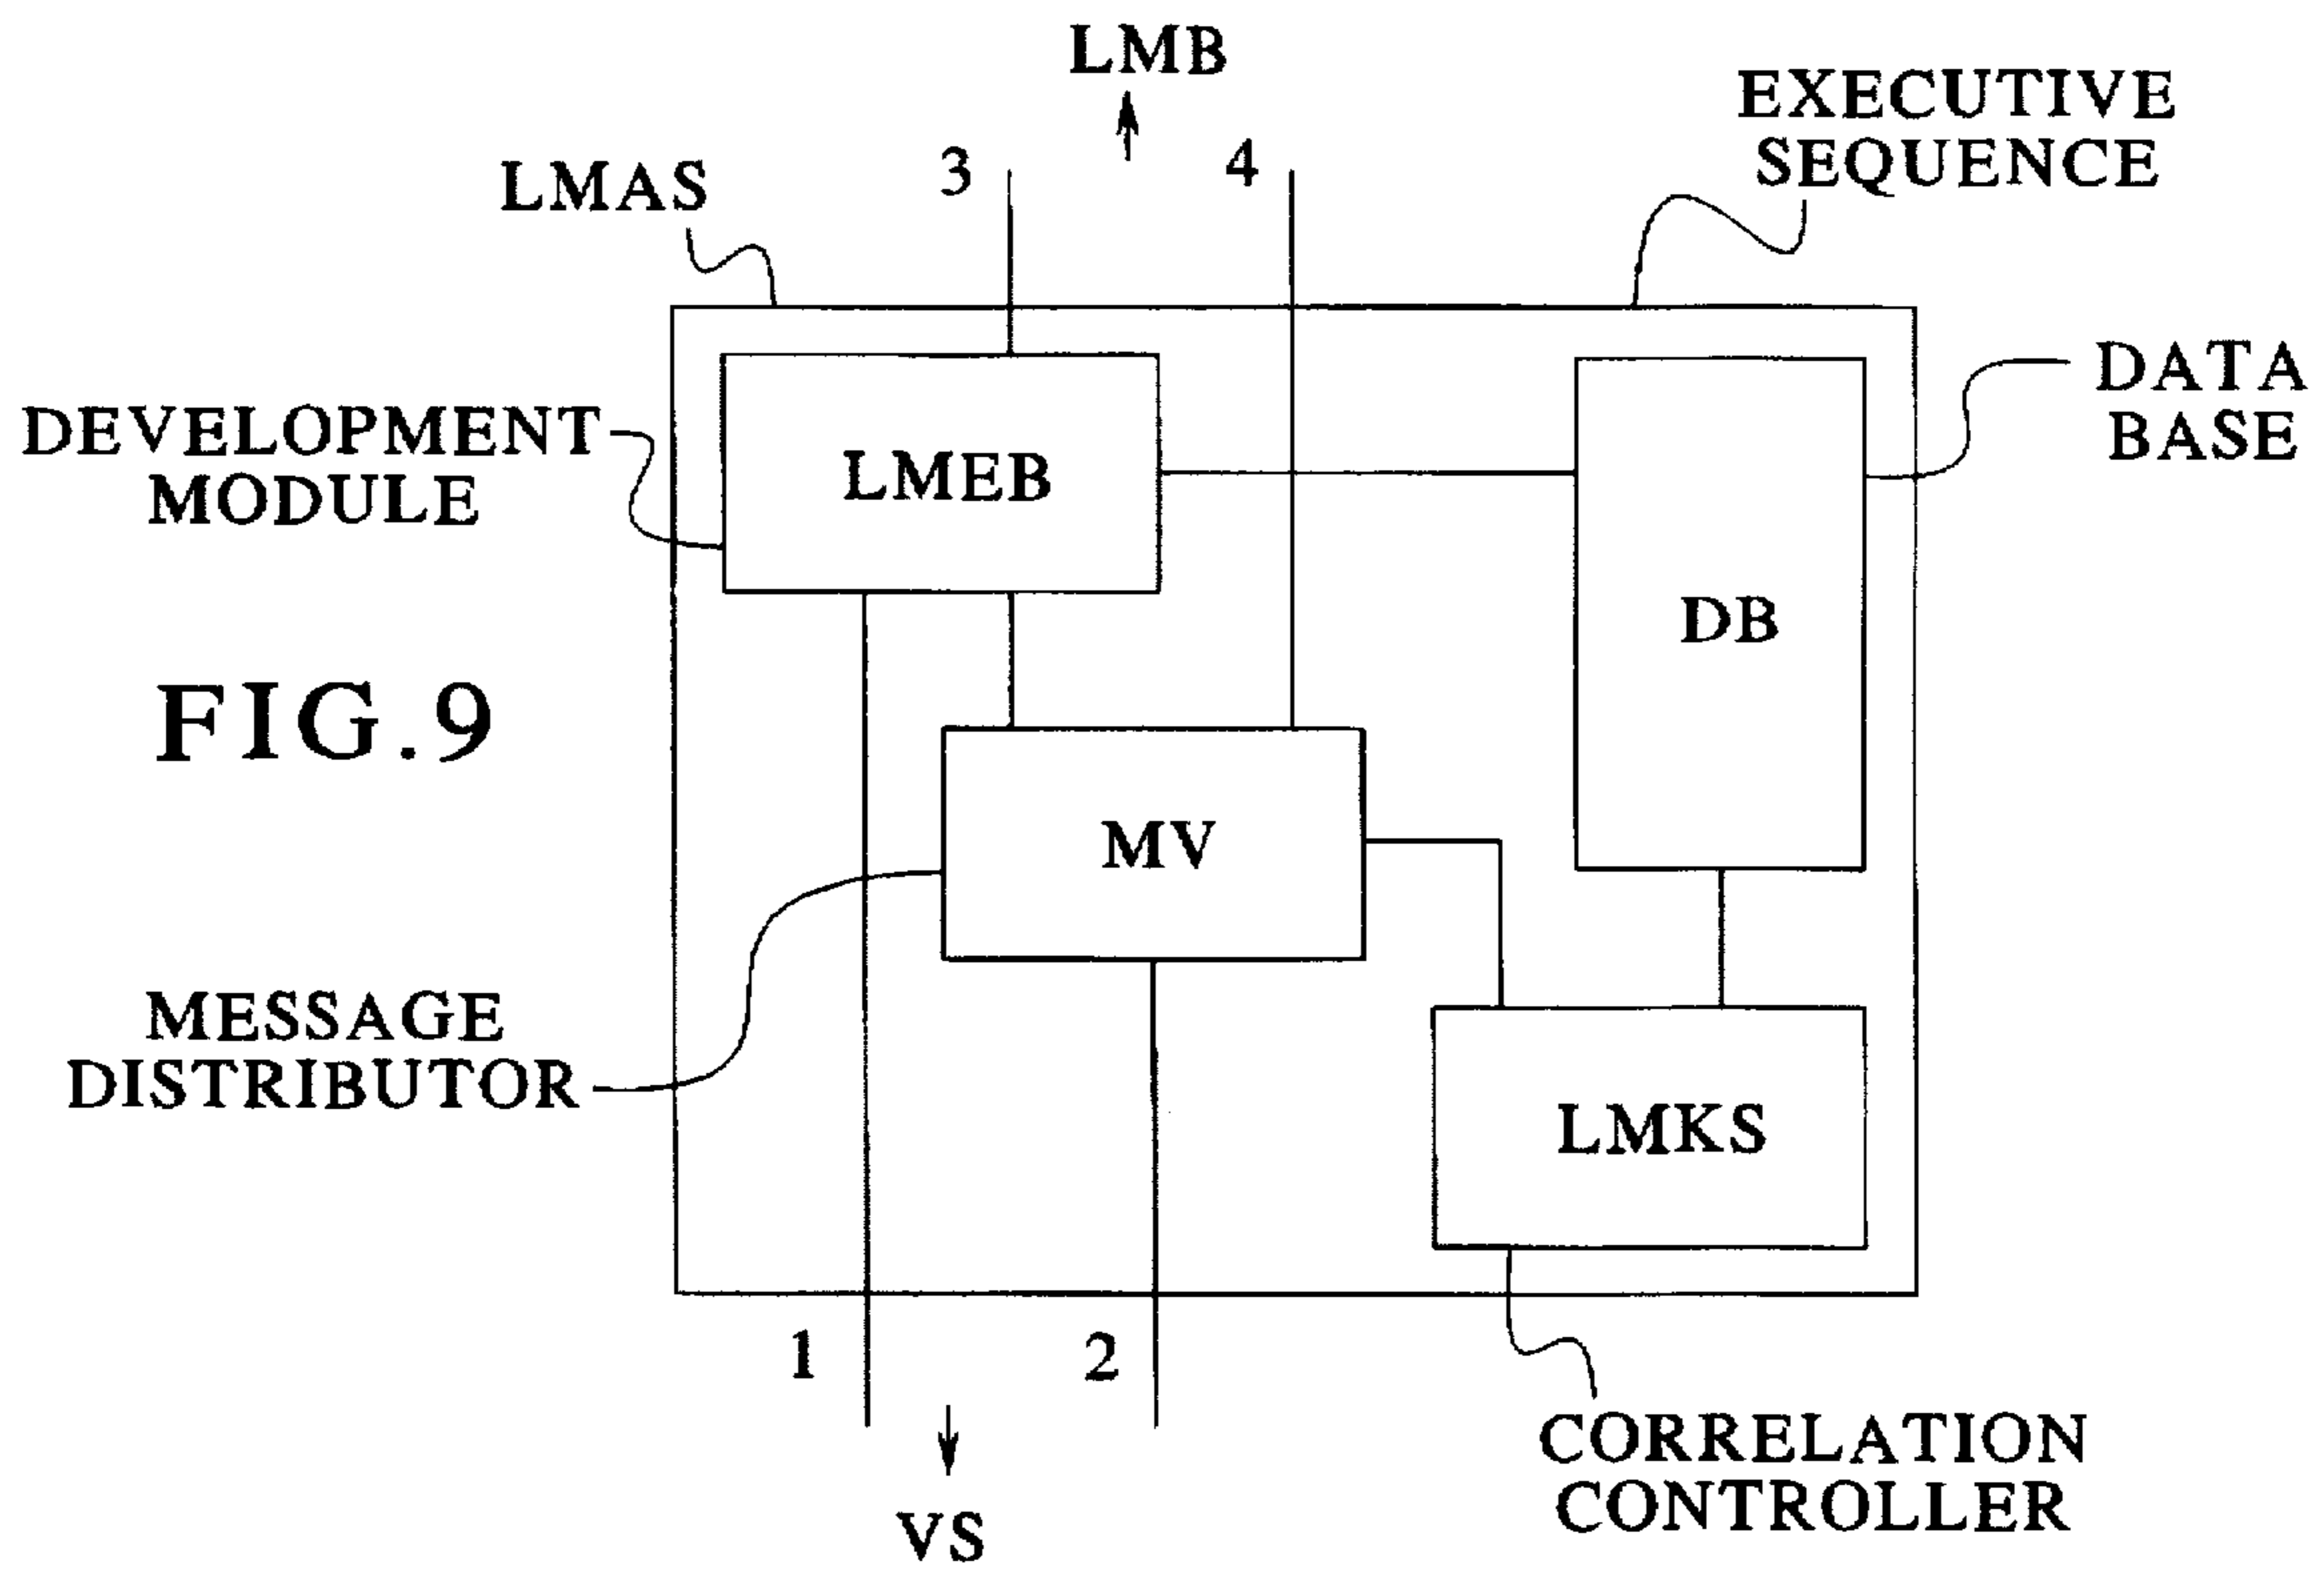 LMB
EXECUTIVE
SEQUENCE
LMAS
3
4
DATA
BASE
DEVELOPMENT
MODULE
LMEB
DB
FIG.9
MV
MESSAGE
DISTRIBUTOR
LMKS
1
2
VS
CORRELATION
CONTROLLER